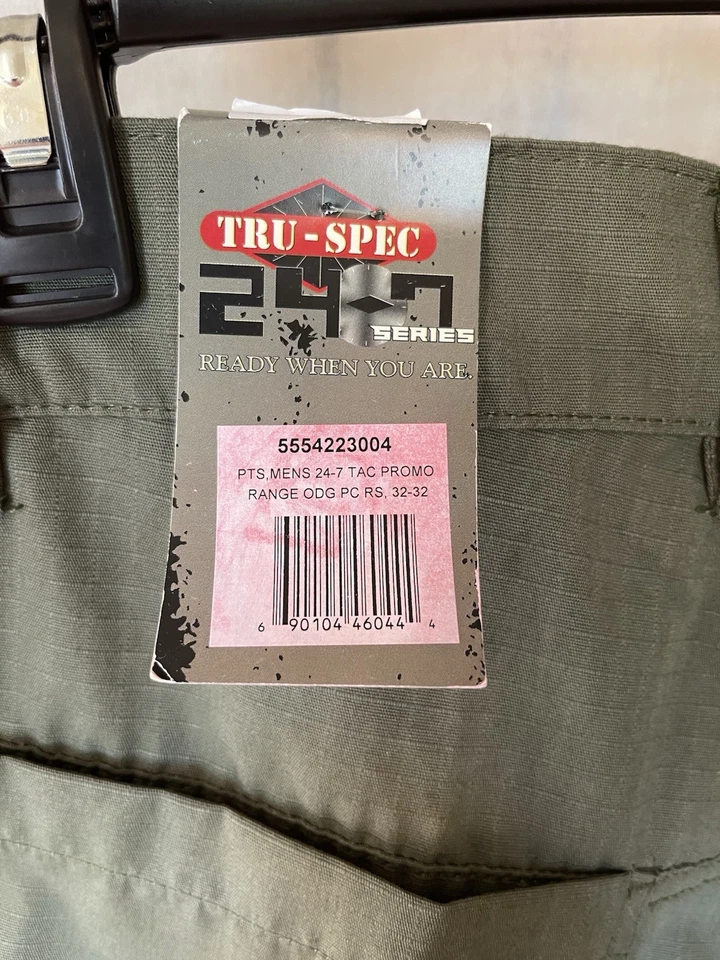 TRU-SPEC
24-7
SERIES
READY WHEN YOU ARE.
5554223004
PTS,MENS 24-7 TAC PROMO
RANGE ODG PC RS, 32-32
6 90104 46044 4